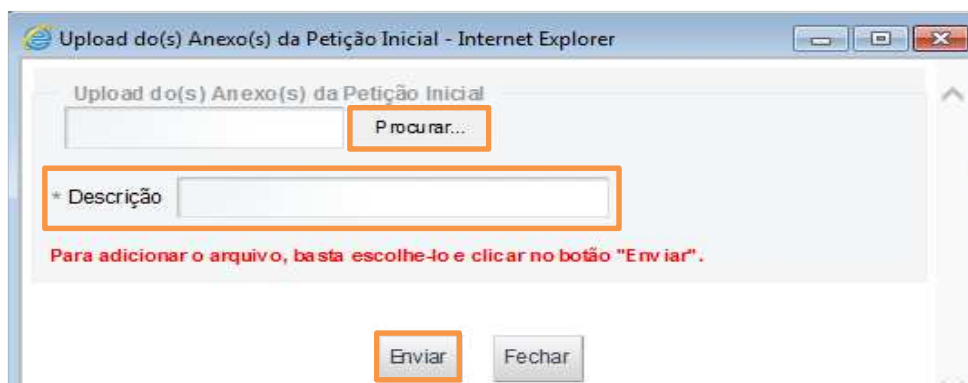 Upload do(s) Anexo(s) da Petição Inicial - Internet Explorer
Upload do(s) Anexo(s) da Petição Inicial
Procurar...
* Descrição
Para adicionar o arquivo, basta escolhe-lo e clicar no botão "Enviar".
Enviar Fechar